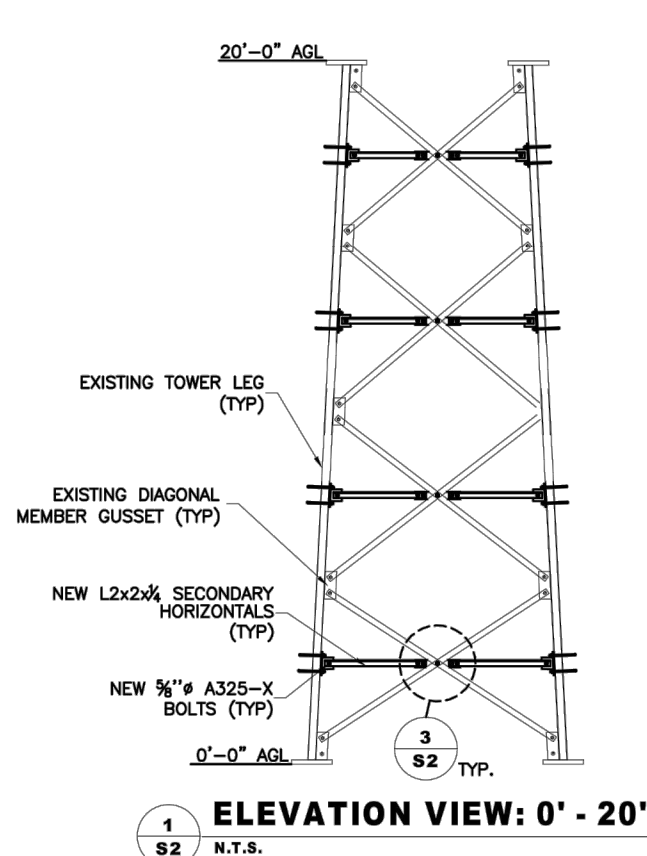 20'-0" AGL
EXISTING TOWER LEG
(TYP)
EXISTING DIAGONAL
MEMBER GUSSET (TYP)
NEW L2x2x¼ SECONDARY
HORIZONTALS
(TYP)
NEW ⅝"ø A325-X
BOLTS (TYP)
0'-0" AGL
3
S2
TYP.
1
S2
ELEVATION VIEW: 0' - 20'
N.T.S.